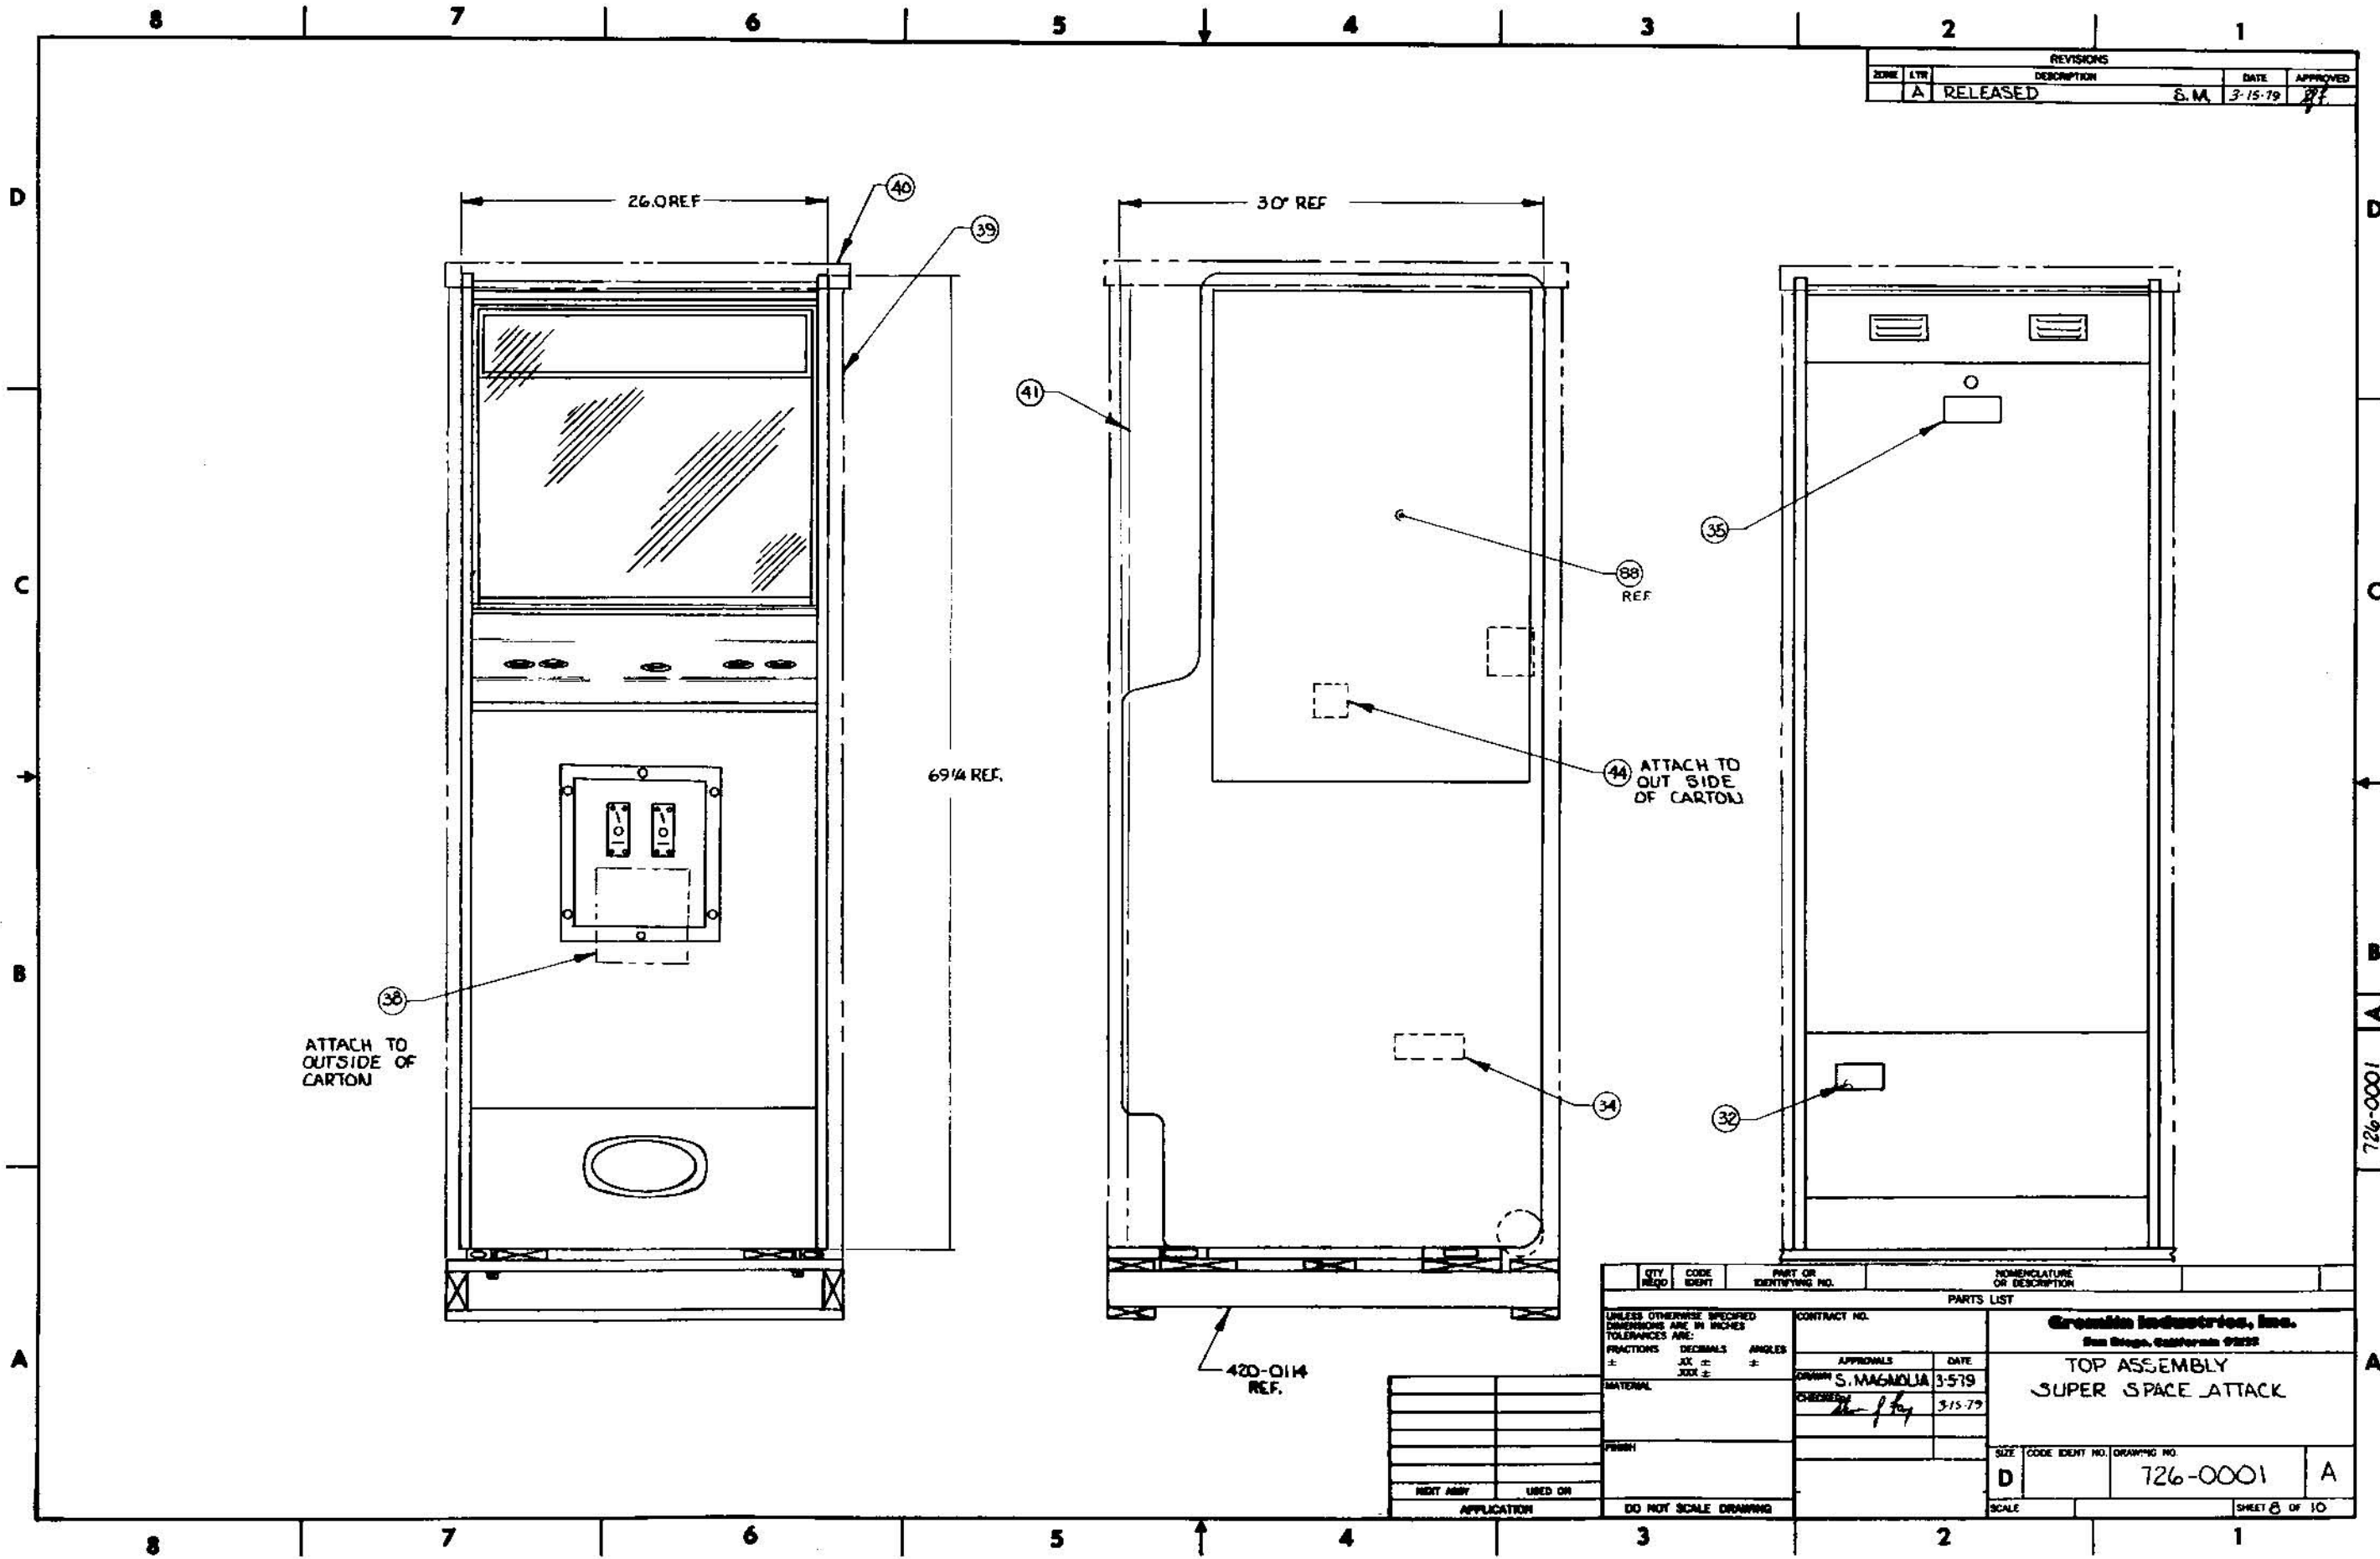 8 7 6 5 4 3 2 1
REVISIONS
ZONE LTR DESCRIPTION DATE APPROVED
A RELEASED S.M. 3-15-79
D
D
26.0 REF
40
39
30" REF
41
35
88
REF
C
C
69 1/4 REF.
44 ATTACH TO
OUT SIDE
OF CARTON
38
ATTACH TO
OUTSIDE OF
CARTON
B
B
A
726-0001
34
32
420-0114
REF.
A
A
QTY REQD CODE IDENT PART OR IDENTIFYING NO. NOMENCLATURE OR DESCRIPTION
PARTS LIST
UNLESS OTHERWISE SPECIFIED
DIMENSIONS ARE IN INCHES
TOLERANCES ARE:
FRACTIONS DECIMALS ANGLES
± .XX ± ±
.XXX ±
MATERIAL
FINISH
DO NOT SCALE DRAWING
CONTRACT NO.
APPROVALS DATE
DRAWN S. MAGNOLIA 3-5-79
CHECKED 3-15-79
Gremlin Industries, Inc.
San Diego, California
TOP ASSEMBLY
SUPER SPACE ATTACK
SIZE CODE IDENT NO. DRAWING NO.
D 726-0001 A
SCALE SHEET 8 OF 10
NEXT ASSY USED ON
APPLICATION
8 7 6 5 4 3 2 1